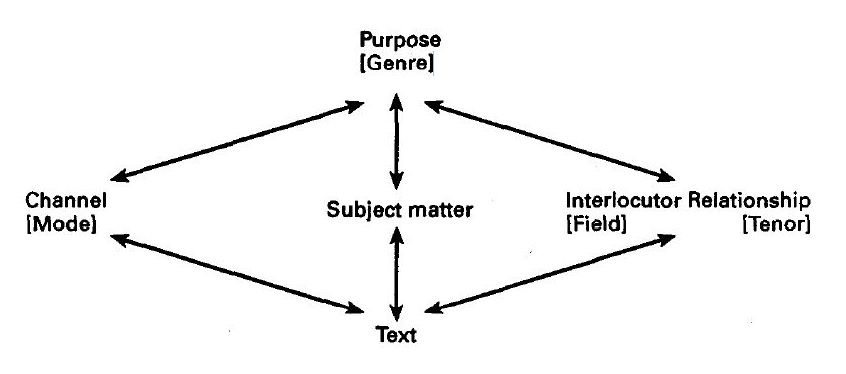 Purpose
[Genre]
Channel
[Mode]
Subject matter
Interlocutor Relationship
[Field] [Tenor]
Text